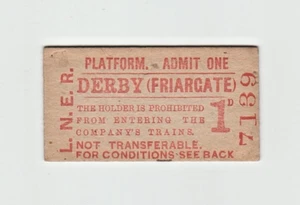 L.N.E.R.
PLATFORM. ADMIT ONE
DERBY (FRIARGATE)
THE HOLDER IS PROHIBITED
FROM ENTERING THE
COMPANY'S TRAINS.
1D
NOT TRANSFERABLE.
FOR CONDITIONS SEE BACK
7139